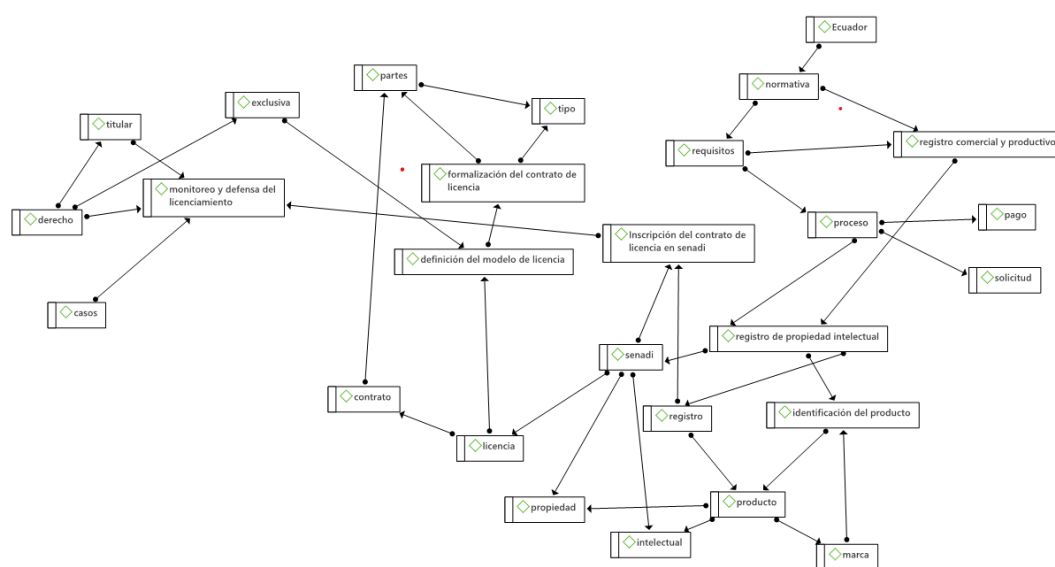 Ecuador
partes
normativa
exclusiva
tipo
titular
registro comercial y productivo
requisitos
formalización del contrato de
licencia
monitoreo y defensa del
licenciamiento
derecho
pago
proceso
Inscripción del contrato de
licencia en senadi
definición del modelo de licencia
solicitud
casos
registro de propiedad intelectual
senadi
contrato
registro
identificación del producto
licencia
propiedad
producto
intelectual
marca